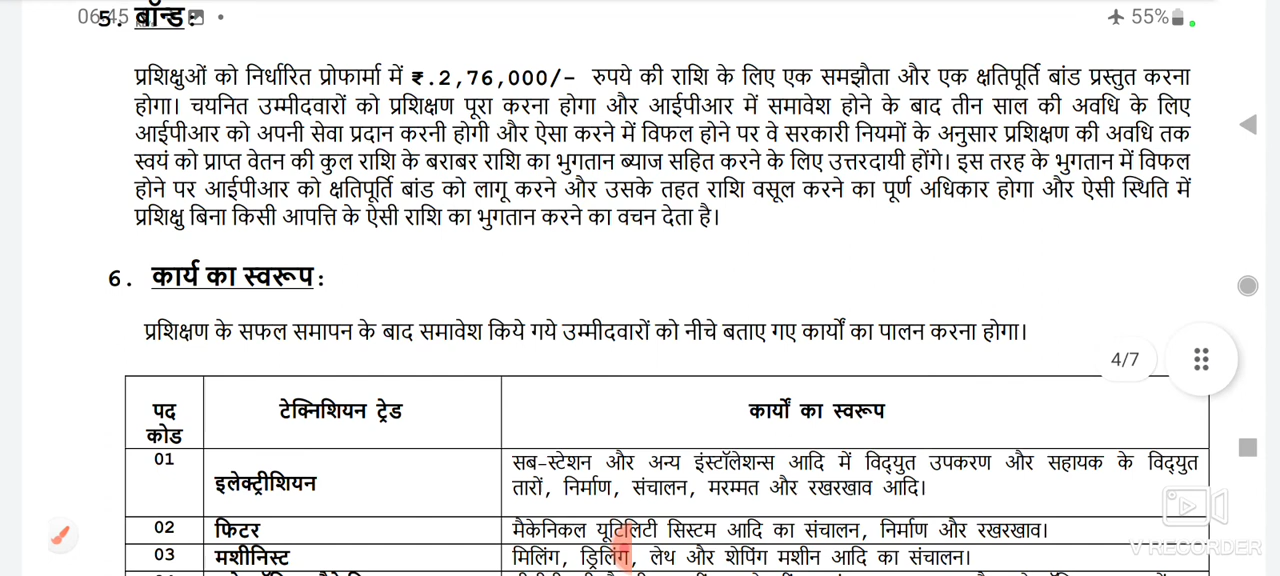 06:45
55%
5. बॉन्ड:
प्रशिक्षुओं को निर्धारित प्रोफार्मा में ₹.2,76,000/- रुपये की राशि के लिए एक समझौता और एक क्षतिपूर्ति बांड प्रस्तुत करना
होगा। चयनित उम्मीदवारों को प्रशिक्षण पूरा करना होगा और आईपीआर में समावेश होने के बाद तीन साल की अवधि के लिए
आईपीआर को अपनी सेवा प्रदान करनी होगी और ऐसा करने में विफल होने पर वे सरकारी नियमों के अनुसार प्रशिक्षण की अवधि तक
स्वयं को प्राप्त वेतन की कुल राशि के बराबर राशि का भुगतान ब्याज सहित करने के लिए उत्तरदायी होंगे। इस तरह के भुगतान में विफल
होने पर आईपीआर को क्षतिपूर्ति बांड को लागू करने और उसके तहत राशि वसूल करने का पूर्ण अधिकार होगा और ऐसी स्थिति में
प्रशिक्षु बिना किसी आपत्ति के ऐसी राशि का भुगतान करने का वचन देता है।
6. कार्य का स्वरूप:
प्रशिक्षण के सफल समापन के बाद समावेश किये गये उम्मीदवारों को नीचे बताए गए कार्यों का पालन करना होगा।
4/7
पद कोड टेक्निशियन ट्रेड कार्यों का स्वरूप
01 इलेक्ट्रीशियन सब-स्टेशन और अन्य इंस्टॉलेशन्स आदि में विद्युत उपकरण और सहायक के विद्युत
तारों, निर्माण, संचालन, मरम्मत और रखरखाव आदि।
02 फिटर मैकेनिकल यूटिलिटी सिस्टम आदि का संचालन, निर्माण और रखरखाव।
03 मशीनिस्ट मिलिंग, ड्रिलिंग, लेथ और शेपिंग मशीन आदि का संचालन।
V RECORDER